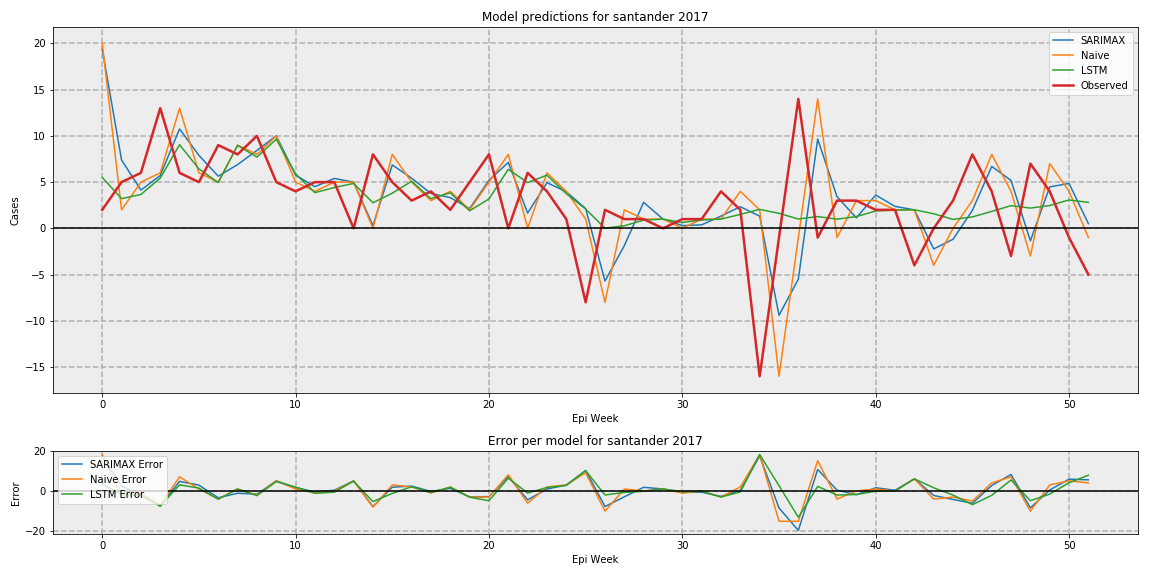 Model predictions for santander 2017
SARIMAX
Naive
LSTM
Observed
Cases
20
15
10
5
0
−5
−10
−15
0 10 20 30 40 50
Epi Week
Error per model for santander 2017
SARIMAX Error
Naive Error
LSTM Error
Error
20
0
−20
0 10 20 30 40 50
Epi Week